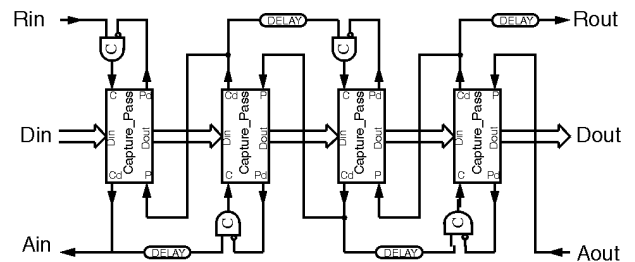 Rin DELAY DELAY Rout
C C
C Pd Cd P C Pd Cd P
Din Din Capture_Pass Dout Din Capture_Pass Dout Din Capture_Pass Dout Din Capture_Pass Dout Dout
Cd P C Pd Cd P C Pd
C C
Ain DELAY DELAY Aout